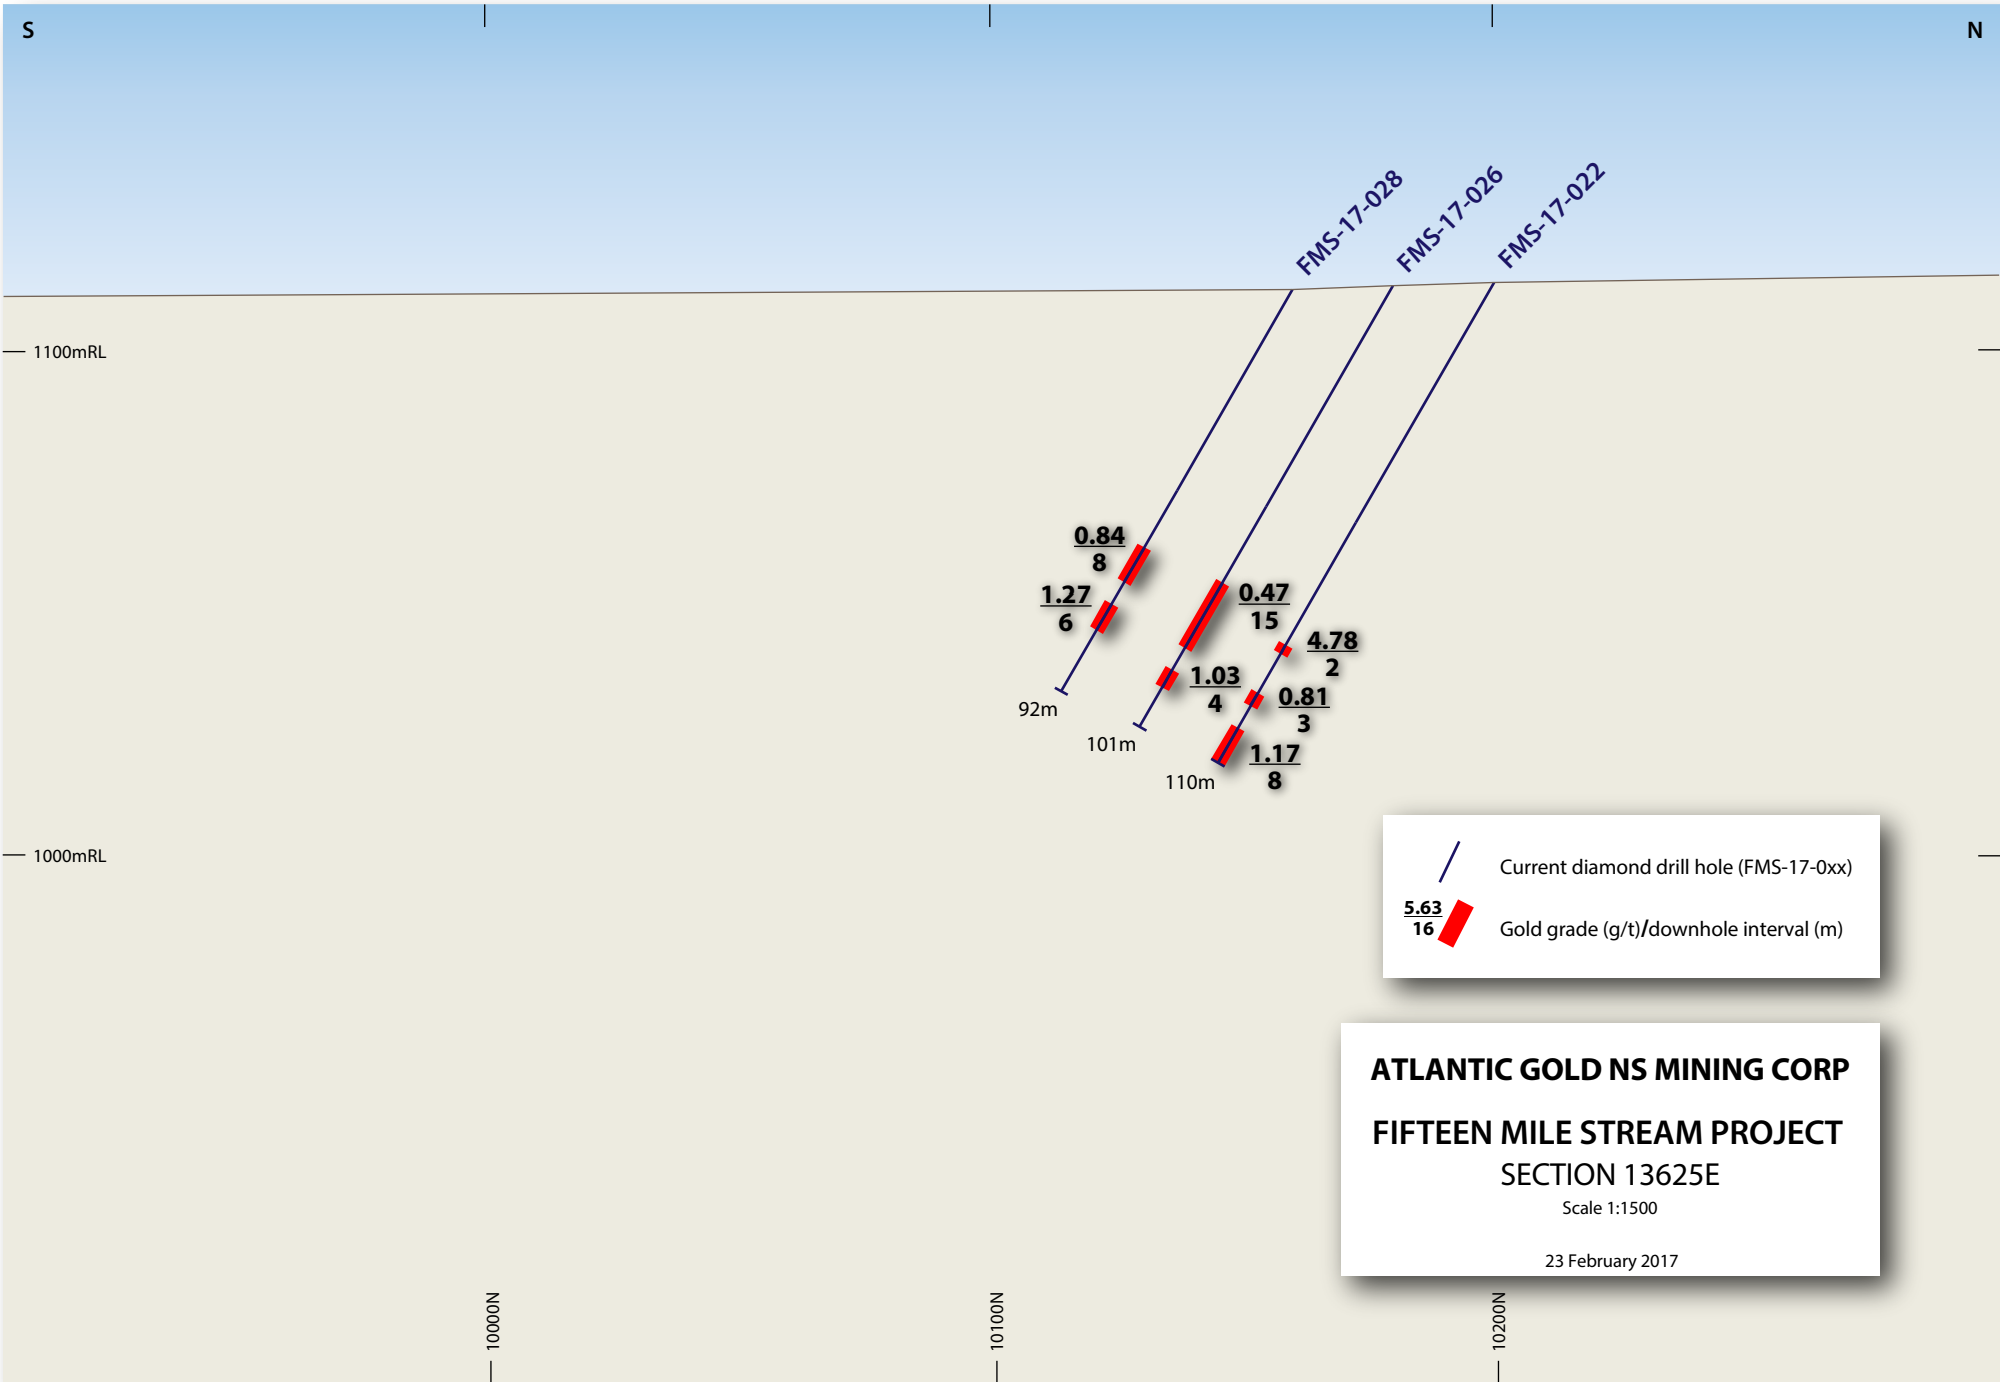 S
N
FMS-17-028
FMS-17-026
FMS-17-022
1100mRL
0.84
8
1.27
6
0.47
15
4.78
2
1.03
4
0.81
3
1.17
8
92m
101m
110m
1000mRL
Current diamond drill hole (FMS-17-0xx)
5.63
16
Gold grade (g/t)/downhole interval (m)
ATLANTIC GOLD NS MINING CORP
FIFTEEN MILE STREAM PROJECT
SECTION 13625E
Scale 1:1500
23 February 2017
10000N
10100N
10200N